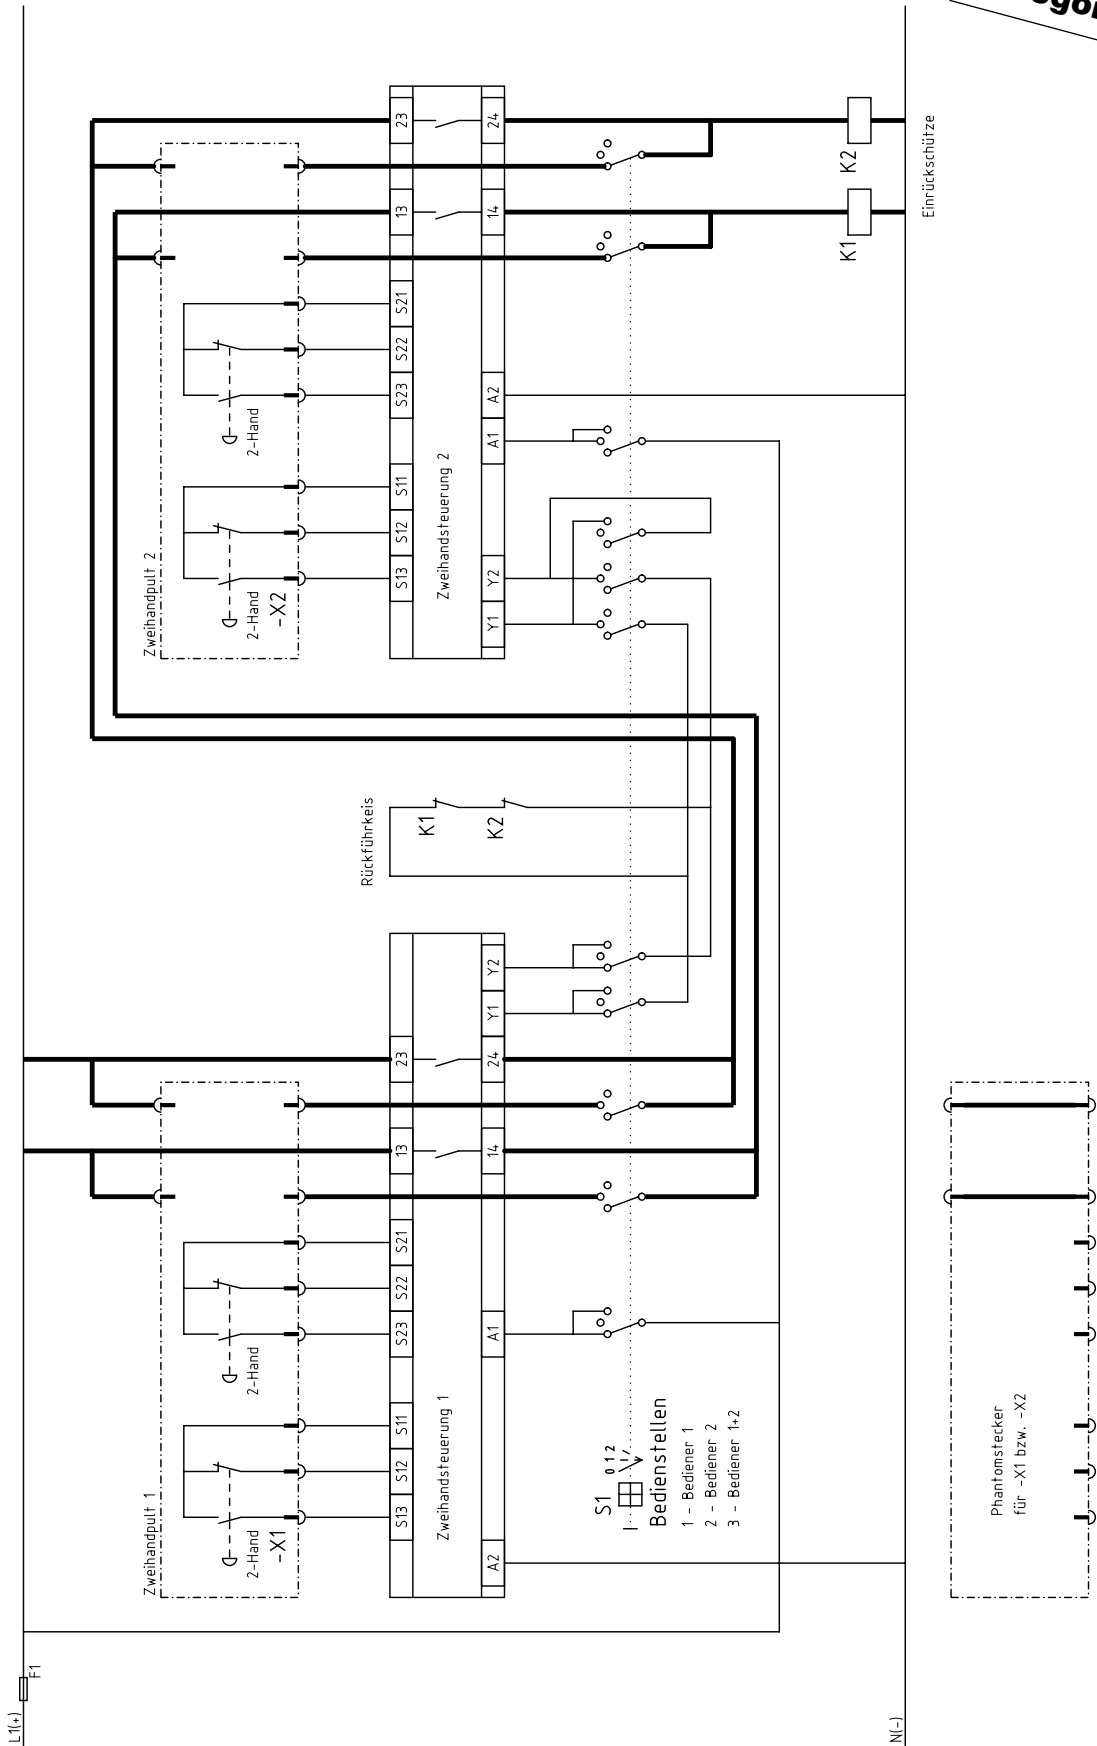 L1(+)
F1
Zweihandpult 1
2-Hand
-X1
2-Hand
S13
S12
S11
S23
S22
S21
13
23
Zweihandsteuerung 1
A2
A1
14
24
Y1
Y2
S1
0 1 2
Bedienstellen
1 - Bediener 1
2 - Bediener 2
3 - Bediener 1+2
Rückführkeis
K1
K2
Zweihandpult 2
2-Hand
-X2
2-Hand
S13
S12
S11
S23
S22
S21
13
23
Zweihandsteuerung 2
Y1
Y2
A1
A2
14
24
K1
K2
Einrückschütze
N(-)
Phantomstecker
für -X1 bzw. -X2